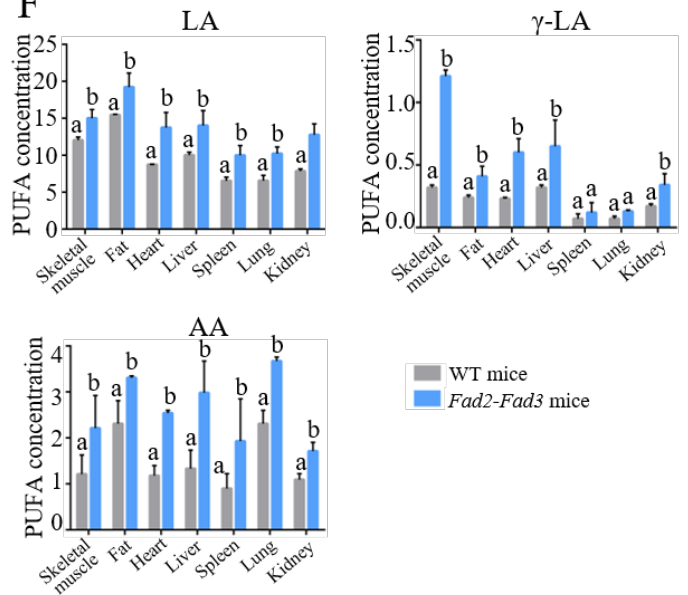 F
LA
PUFA concentration
25
20
15
10
5
0
a b a b a b a b a b a b a
Skeletal muscle
Fat
Heart
Liver
Spleen
Lung
Kidney
γ-LA
PUFA concentration
1.5
1.0
0.5
0.0
a b a b a b a b a a a a a b
Skeletal muscle
Fat
Heart
Liver
Spleen
Lung
Kidney
AA
PUFA concentration
4
3
2
1
0
a b a b a b a b a b a b a b
Skeletal muscle
Fat
Heart
Liver
Spleen
Lung
Kidney
WT mice
Fad2-Fad3 mice